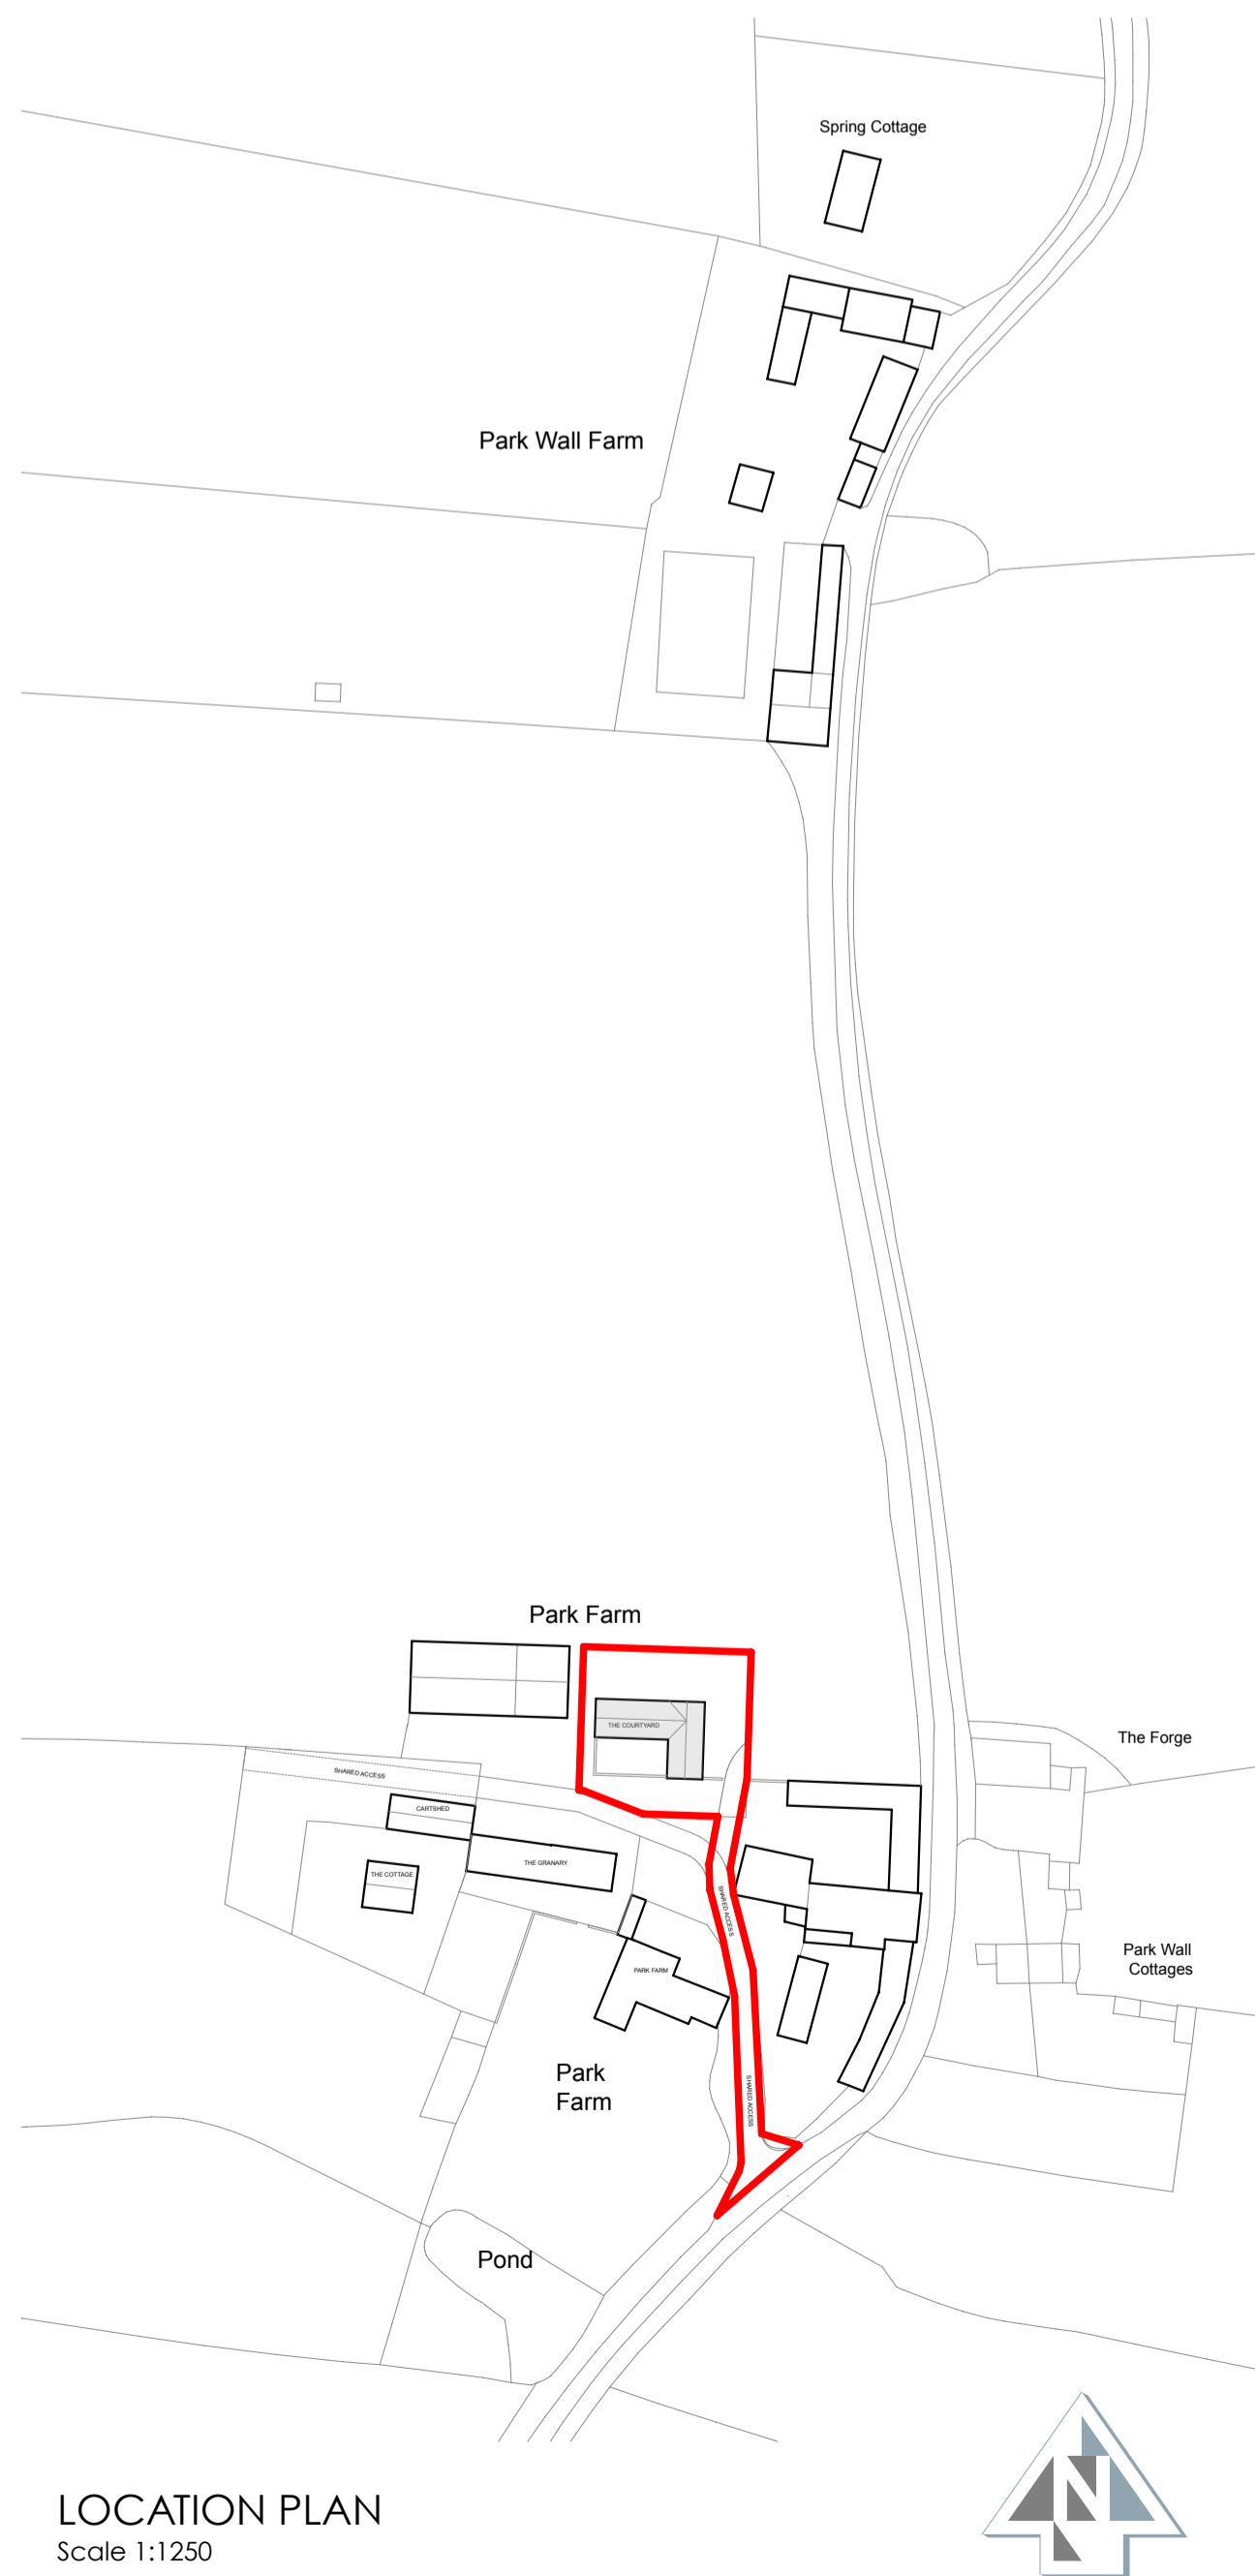 Spring Cottage
Park Wall Farm
Park Farm
THE COURTYARD
The Forge
SHARED ACCESS
CARTSHED
THE GRANARY
THE COTTAGE
SHARED ACCESS
Park Wall
Cottages
PARK FARM
Park
Farm
SHARED ACCESS
Pond
N
LOCATION PLAN
Scale 1:1250